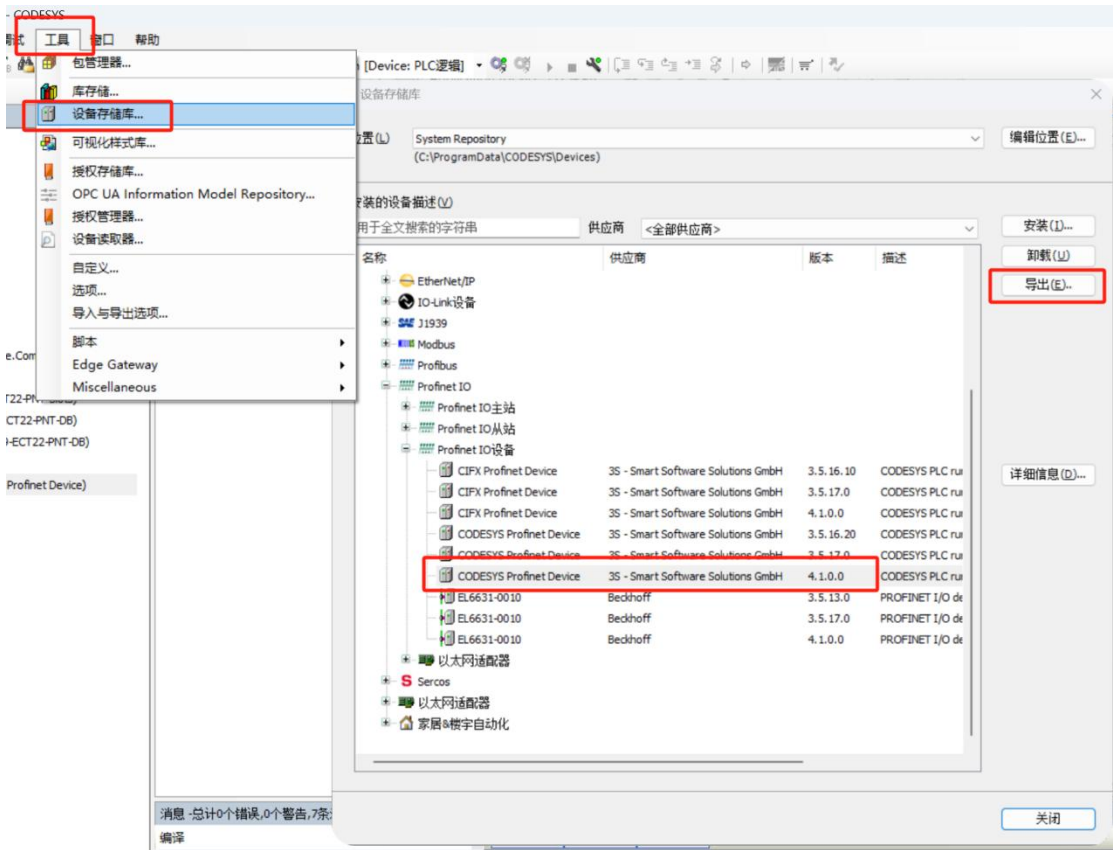 - CODESYS
工具 窗口 帮助
包管理器...
库存储...
设备存储库...
可视化样式库...
授权存储库...
OPC UA Information Model Repository...
授权管理器...
设备读取器...
自定义...
选项...
导入与导出选项...
脚本
Edge Gateway
Miscellaneous
[Device: PLC逻辑]
CT22-PNT-DB)
-ECT22-PNT-DB)
Profinet Device)
设备存储库
位置(L) System Repository 编辑位置(E)...
(C:\ProgramData\CODESYS\Devices)
安装的设备描述(V)
用于全文搜索的字符串 供应商 <全部供应商> 安装(I)...
名称 供应商 版本 描述 卸载(U)
EtherNet/IP 导出(E)..
IO-Link设备
J1939
Modbus
Profibus
Profinet IO
Profinet IO主站
Profinet IO从站
Profinet IO设备
CIFX Profinet Device 3S - Smart Software Solutions GmbH 3.5.16.10 CODESYS PLC ru 详细信息(D)...
CIFX Profinet Device 3S - Smart Software Solutions GmbH 3.5.17.0 CODESYS PLC ru
CIFX Profinet Device 3S - Smart Software Solutions GmbH 4.1.0.0 CODESYS PLC ru
CODESYS Profinet Device 3S - Smart Software Solutions GmbH 3.5.16.20 CODESYS PLC ru
CODESYS Profinet Device 3S - Smart Software Solutions GmbH 3.5.17.0 CODESYS PLC ru
CODESYS Profinet Device 3S - Smart Software Solutions GmbH 4.1.0.0 CODESYS PLC ru
EL6631-0010 Beckhoff 3.5.13.0 PROFINET I/O de
EL6631-0010 Beckhoff 3.5.17.0 PROFINET I/O de
EL6631-0010 Beckhoff 4.1.0.0 PROFINET I/O de
以太网适配器
Sercos
以太网适配器
家居&楼宇自动化
关闭
消息 -总计0个错误,0个警告,7条
编译